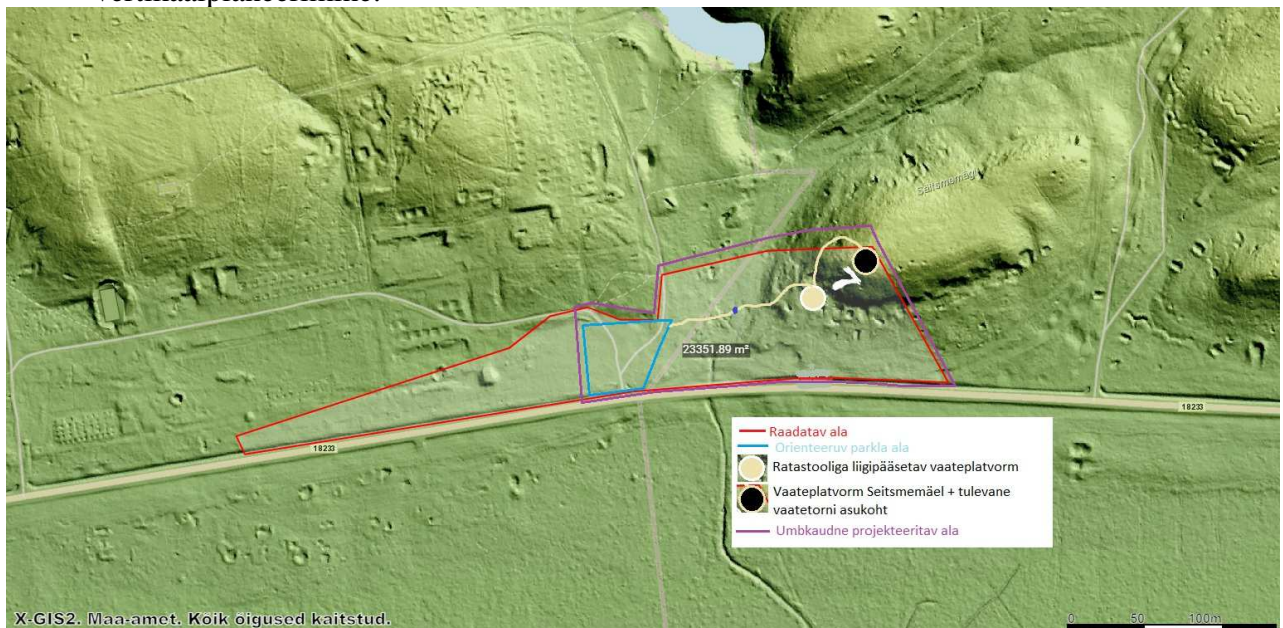 Seitsmemägi
23351.89 m²
18233
18233
Raadatav ala
Orienteeruv parkla ala
Ratastooliga liigipääsetav vaateplatvorm
Vaateplatvorm Seitsmemäel + tulevane
vaatetorni asukoht
Umbkaudne projekteeritav ala
X-GIS2. Maa-amet. Kõik õigused kaitstud.
0 50 100m